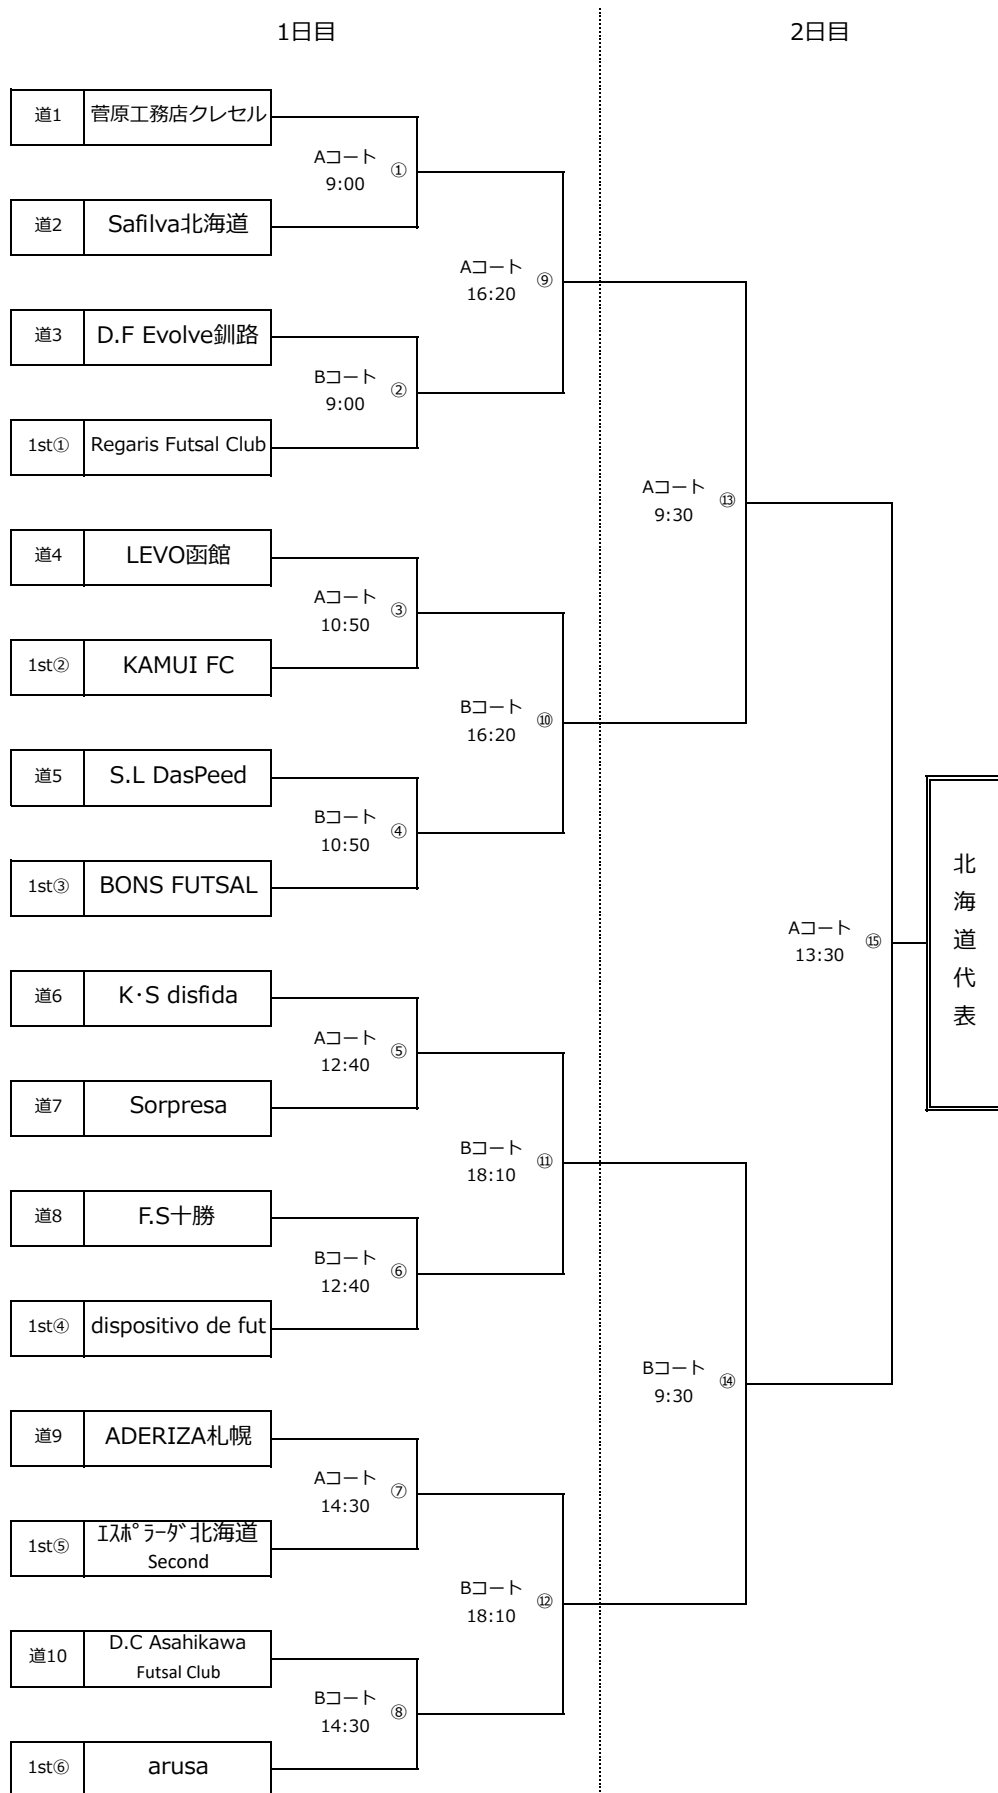 1日目
2日目
道1 菅原工務店クレセル
Aコート ①
9:00
道2 Safilva北海道
Aコート ⑨
16:20
道3 D.F Evolve釧路
Bコート ②
9:00
1st① Regaris Futsal Club
Aコート ⑬
9:30
道4 LEVO函館
Aコート ③
10:50
1st② KAMUI FC
Bコート ⑩
16:20
道5 S.L DasPeed
Bコート ④
10:50
1st③ BONS FUTSAL
Aコート ⑮
13:30
北海道代表
道6 K・S disfida
Aコート ⑤
12:40
道7 Sorpresa
Bコート ⑪
18:10
道8 F.S十勝
Bコート ⑥
12:40
1st④ dispositivo de fut
Bコート ⑭
9:30
道9 ADERIZA札幌
Aコート ⑦
14:30
1st⑤ ｴｽﾎﾟﾗｰﾀﾞ北海道
Second
Bコート ⑫
18:10
道10 D.C Asahikawa
Futsal Club
Bコート ⑧
14:30
1st⑥ arusa